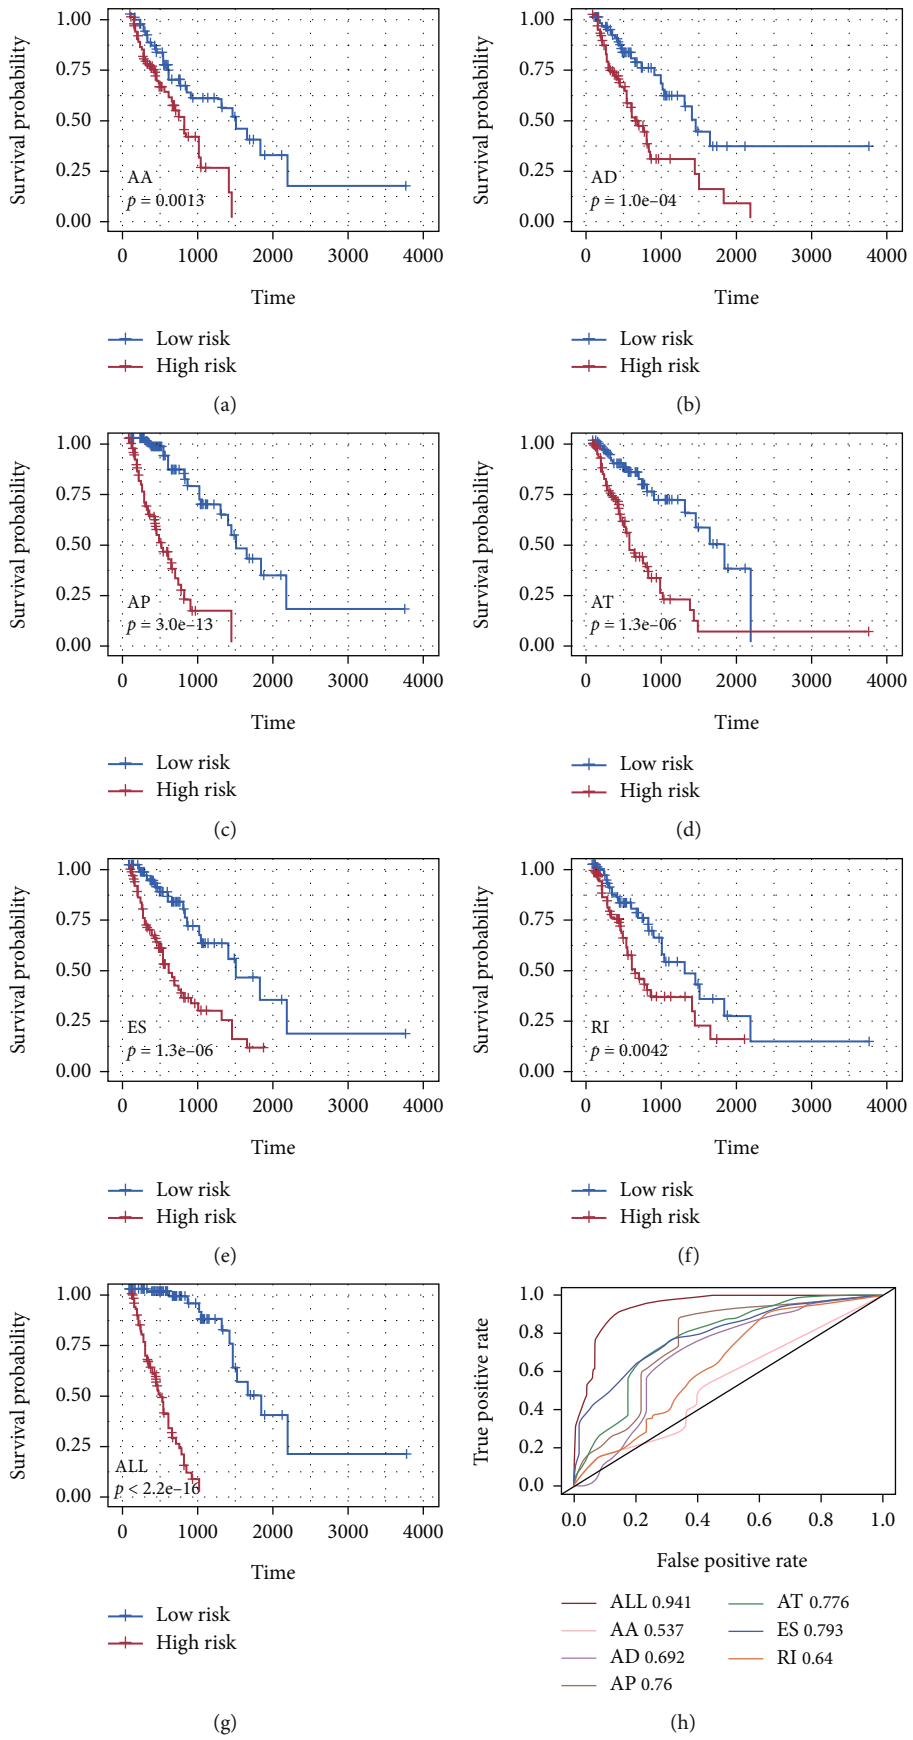 Survival probability
1.00
0.75
0.50
0.25
0.00
AA
p = 0.0013
0 1000 2000 3000 4000
Time
Low risk
High risk
(a)
Survival probability
1.00
0.75
0.50
0.25
0.00
AD
p = 1.0e–04
0 1000 2000 3000 4000
Time
Low risk
High risk
(b)
Survival probability
1.00
0.75
0.50
0.25
0.00
AP
p = 3.0e–13
0 1000 2000 3000 4000
Time
Low risk
High risk
(c)
Survival probability
1.00
0.75
0.50
0.25
0.00
AT
p = 1.3e–06
0 1000 2000 3000 4000
Time
Low risk
High risk
(d)
Survival probability
1.00
0.75
0.50
0.25
0.00
ES
p = 1.3e–06
0 1000 2000 3000 4000
Time
Low risk
High risk
(e)
Survival probability
1.00
0.75
0.50
0.25
0.00
RI
p = 0.0042
0 1000 2000 3000 4000
Time
Low risk
High risk
(f)
Survival probability
1.00
0.75
0.50
0.25
0.00
ALL
p < 2.2e–16
0 1000 2000 3000 4000
Time
Low risk
High risk
(g)
True positive rate
1.0
0.8
0.6
0.4
0.2
0.0
0.0 0.2 0.4 0.6 0.8 1.0
False positive rate
ALL 0.941
AA 0.537
AD 0.692
AP 0.76
AT 0.776
ES 0.793
RI 0.64
(h)